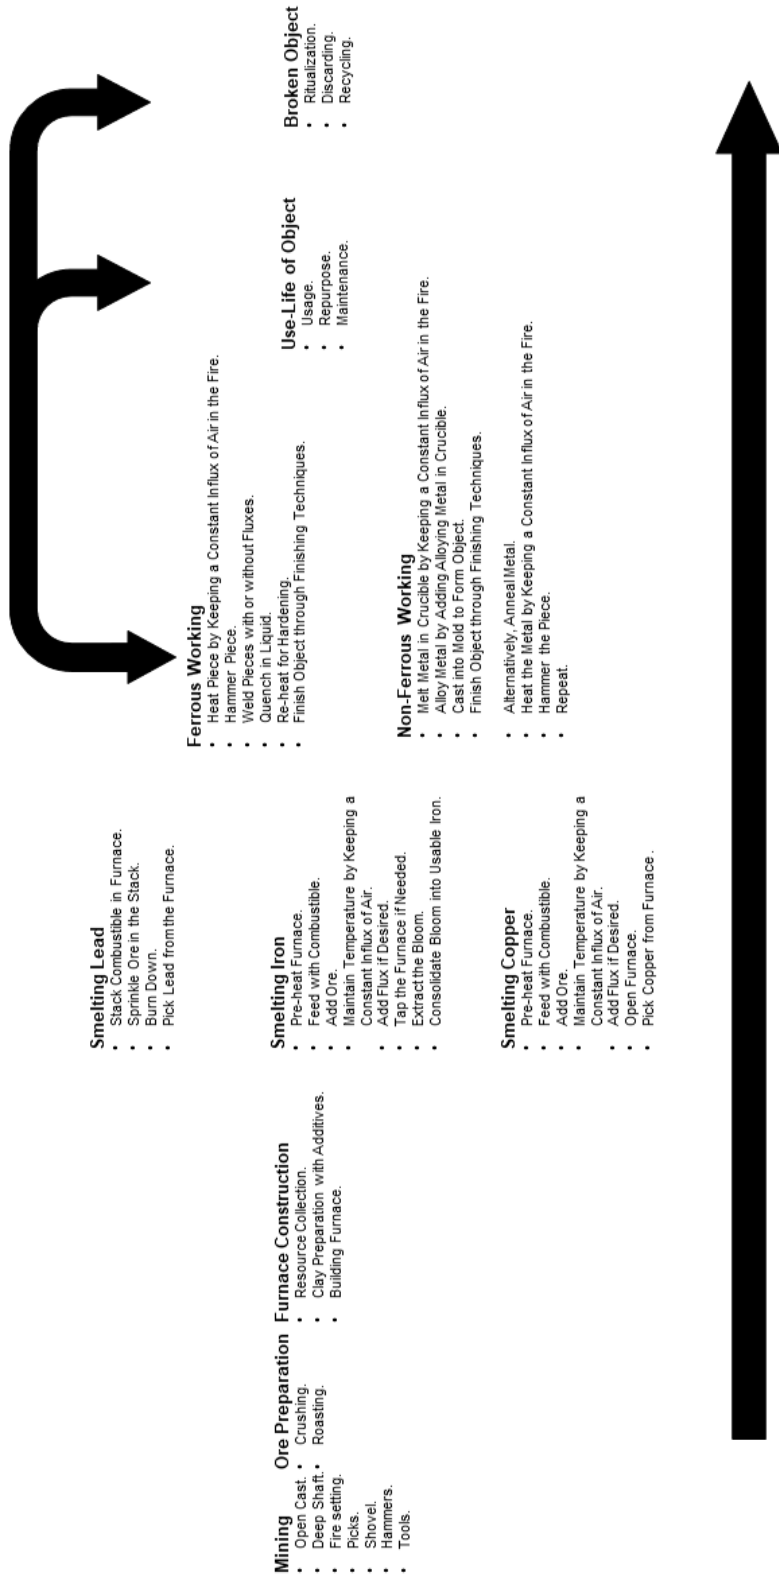 Mining
• Open Cast.
• Deep Shaft.
• Fire setting.
• Picks.
• Shovel.
• Hammers.
• Tools.
Ore Preparation
• Crushing.
• Roasting.
Furnace Construction
• Resource Collection.
• Clay Preparation with Additives.
• Building Furnace.
Smelting Lead
• Stack Combustible in Furnace.
• Sprinkle Ore in the Stack.
• Burn Down.
• Pick Lead from the Furnace.
Smelting Iron
• Pre-heat Furnace.
• Feed with Combustible.
• Add Ore.
• Maintain Temperature by Keeping a
Constant Influx of Air.
• Add Flux if Desired.
• Tap the Furnace if Needed.
• Extract the Bloom.
• Consolidate Bloom into Usable Iron.
Smelting Copper
• Pre-heat Furnace.
• Feed with Combustible.
• Add Ore.
• Maintain Temperature by Keeping a
Constant Influx of Air.
• Add Flux if Desired.
• Open Furnace.
• Pick Copper from Furnace.
Ferrous Working
• Heat Piece by Keeping a Constant Influx of Air in the Fire.
• Hammer Piece.
• Weld Pieces with or without Fluxes.
• Quench in Liquid.
• Re-heat for Hardening.
• Finish Object through Finishing Techniques.
Non-Ferrous Working
• Melt Metal in Crucible by Keeping a Constant Influx of Air in the Fire.
• Alloy Metal by Adding Alloying Metal in Crucible.
• Cast into Mold to Form Object.
• Finish Object through Finishing Techniques.
• Alternatively, Anneal Metal.
• Heat the Metal by Keeping a Constant Influx of Air in the Fire.
• Hammer the Piece.
• Repeat.
Use-Life of Object
• Usage.
• Repurpose.
• Maintenance.
Broken Object
• Ritualization.
• Discarding.
• Recycling.